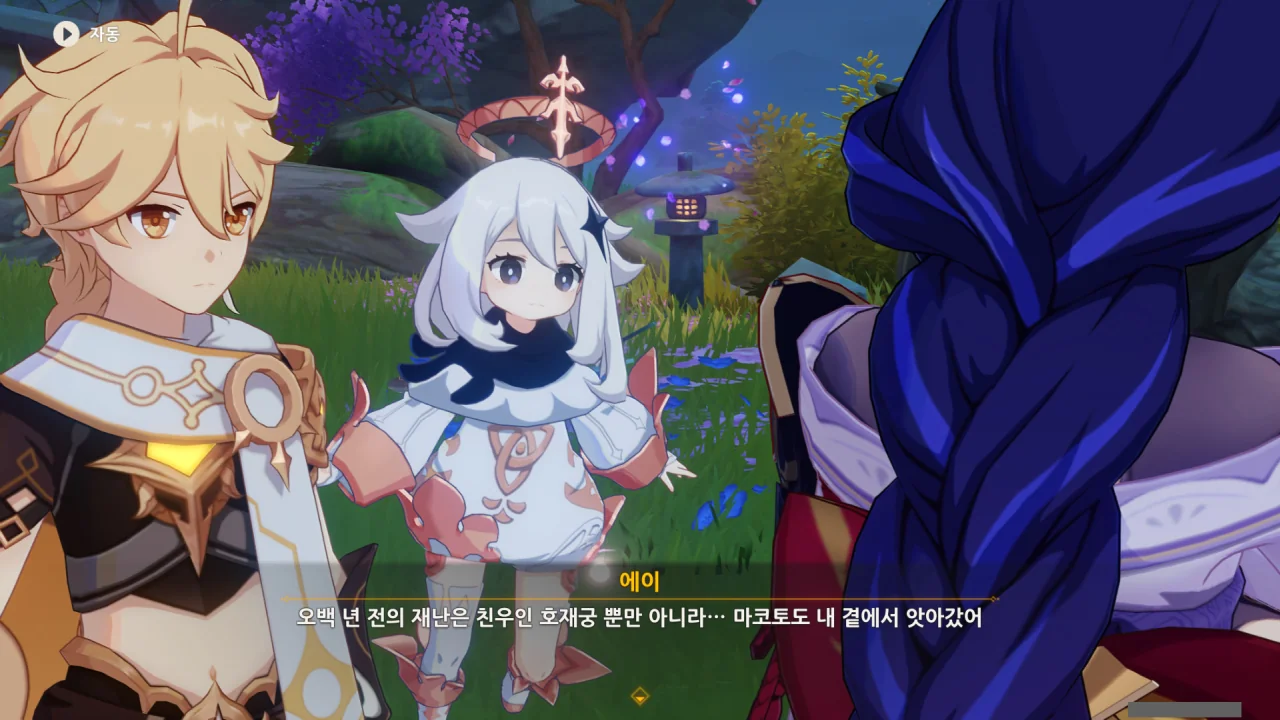 자동
에이
오백 년 전의 재난은 친우인 호재궁 뿐만 아니라… 마코토도 내 곁에서 앗아갔어